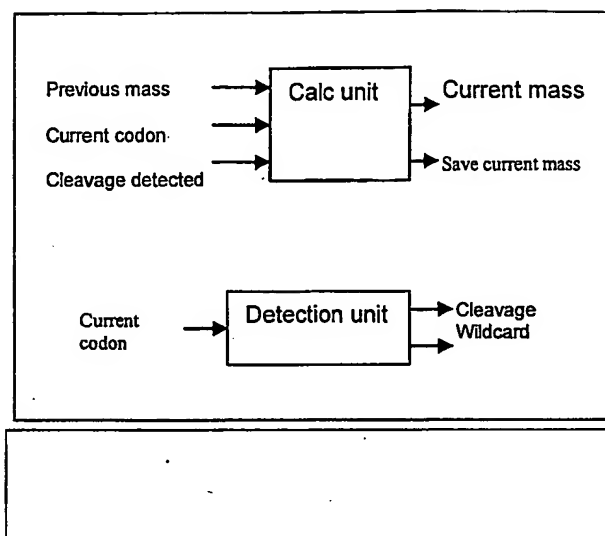 Previous mass
Current codon
Cleavage detected
Calc unit
Current mass
Save current mass
Current
codon
Detection unit
Cleavage
Wildcard